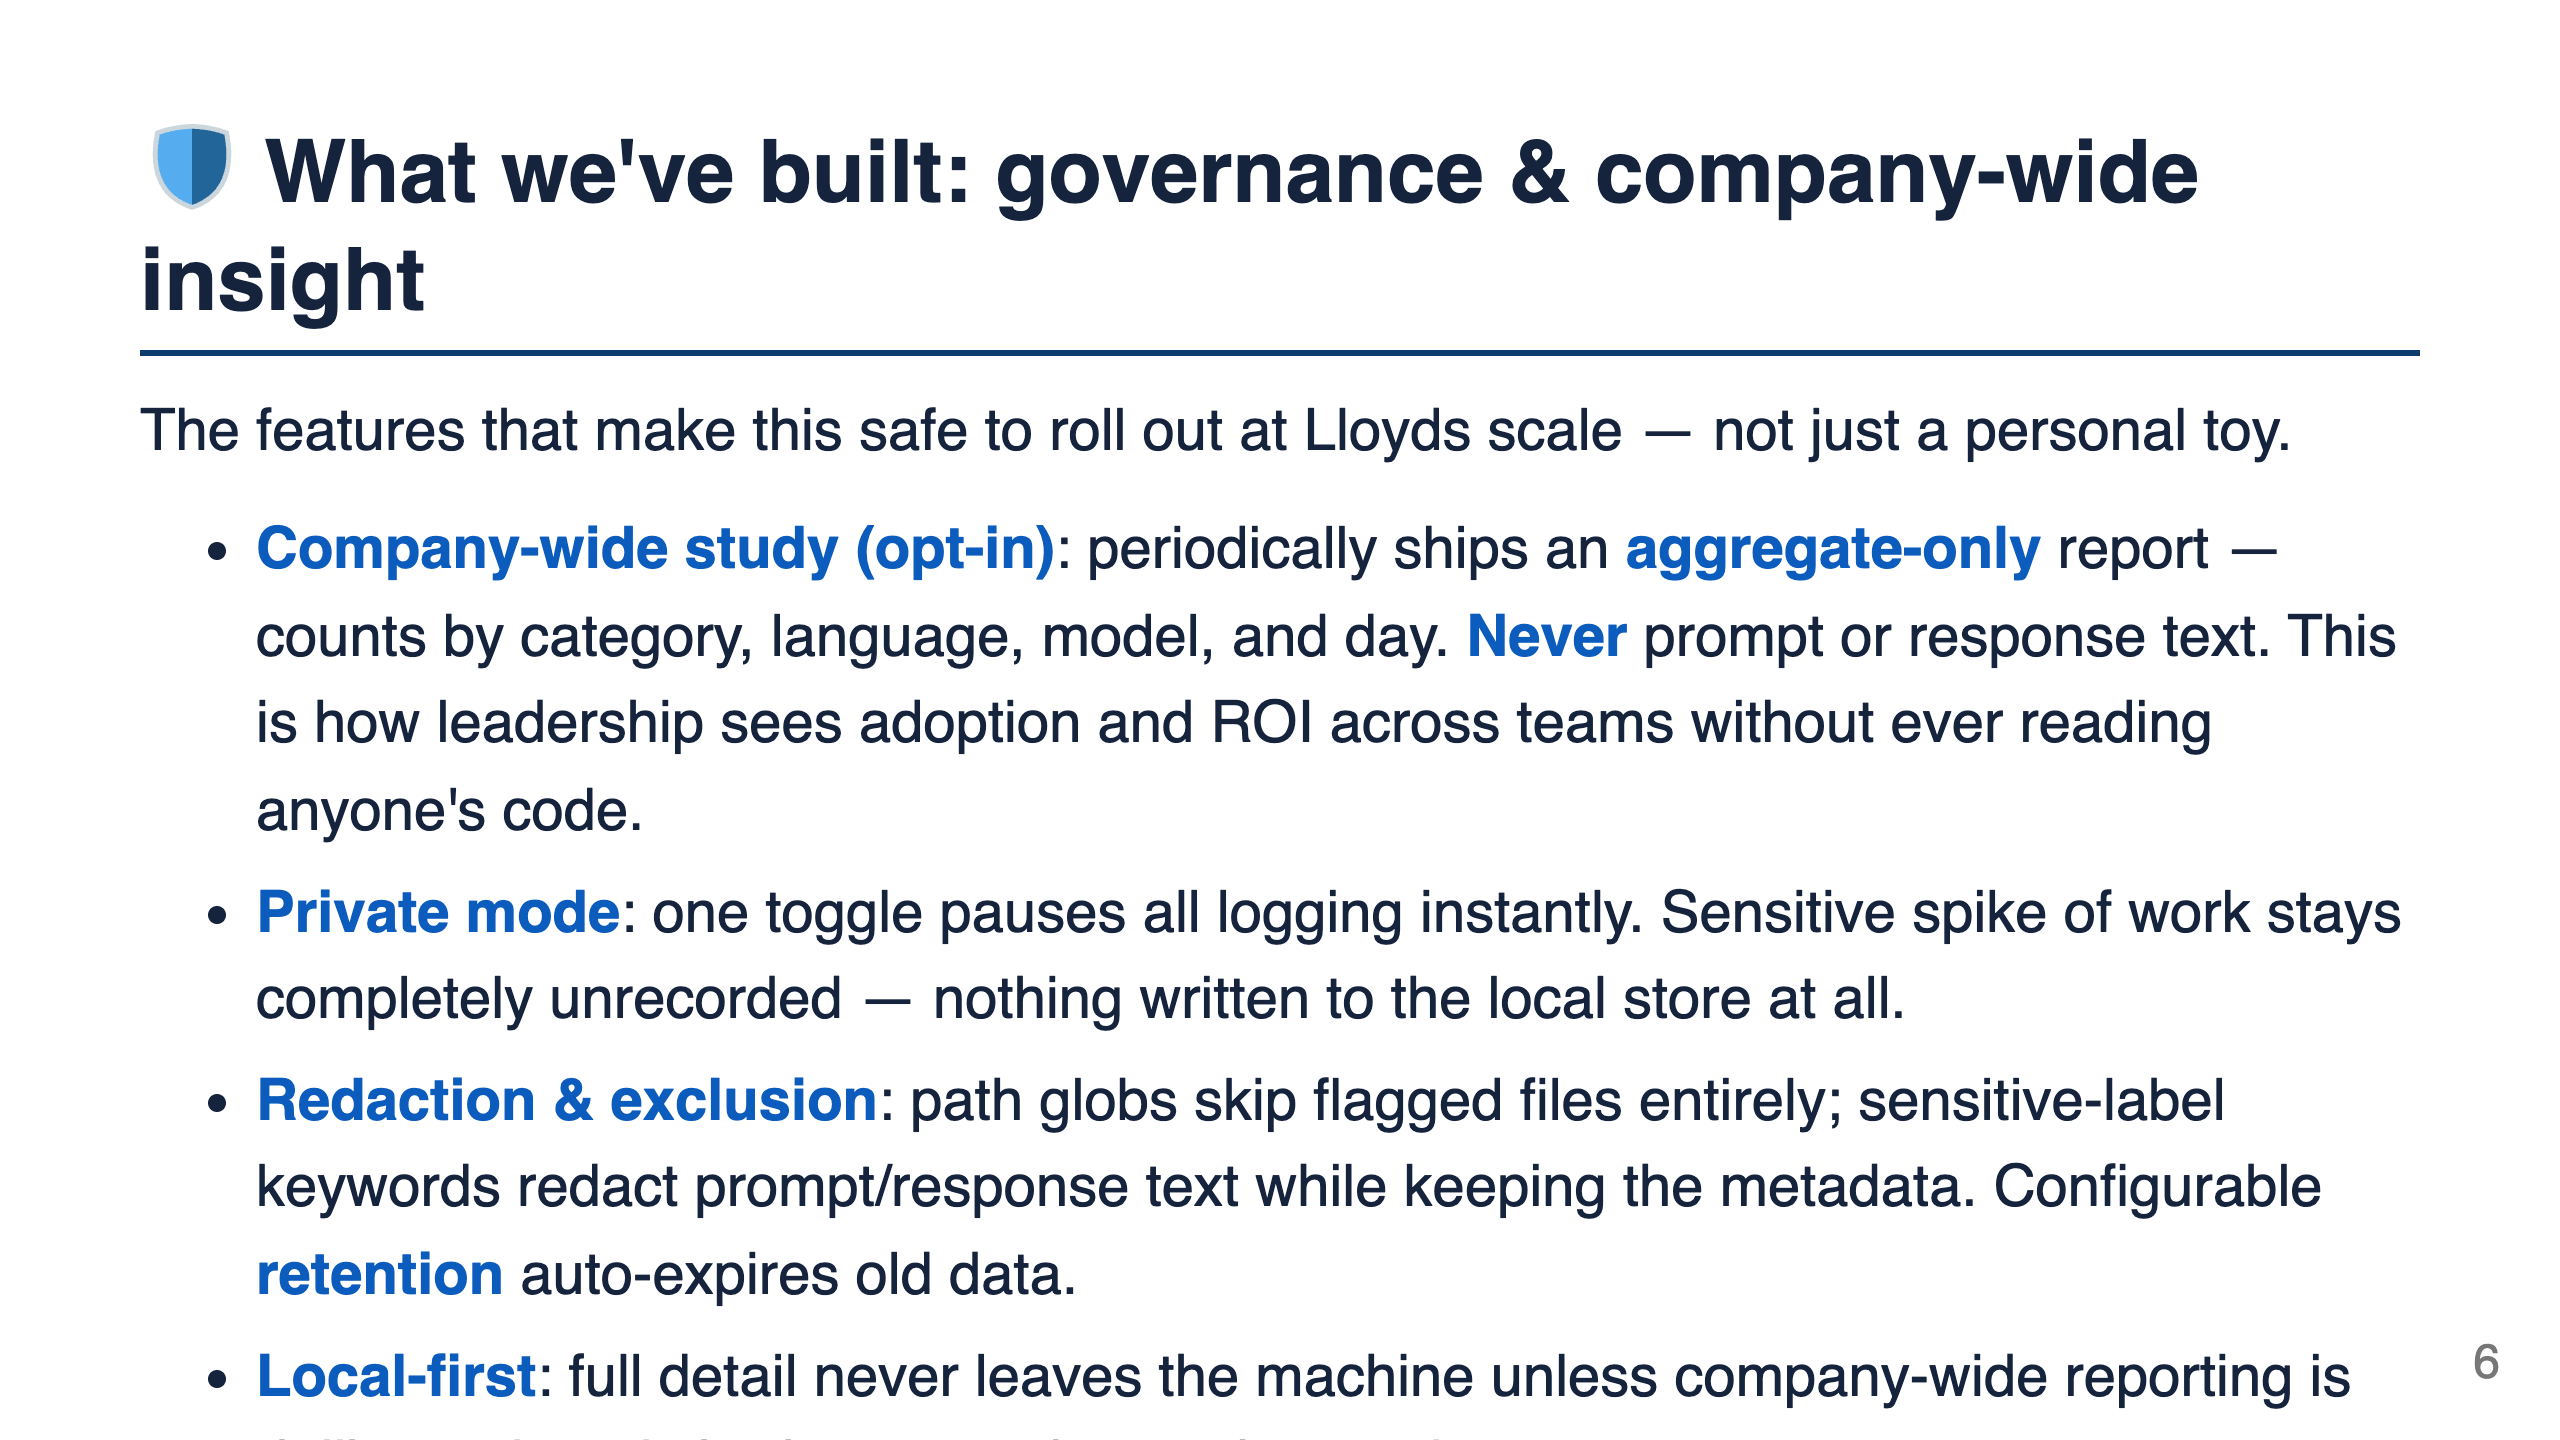 What we've built: governance & company-wide
insight
The features that make this safe to roll out at Lloyds scale — not just a personal toy.
• Company-wide study (opt-in): periodically ships an aggregate-only report —
counts by category, language, model, and day. Never prompt or response text. This
is how leadership sees adoption and ROI across teams without ever reading
anyone's code.
• Private mode: one toggle pauses all logging instantly. Sensitive spike of work stays
completely unrecorded — nothing written to the local store at all.
• Redaction & exclusion: path globs skip flagged files entirely; sensitive-label
keywords redact prompt/response text while keeping the metadata. Configurable
retention auto-expires old data.
• Local-first: full detail never leaves the machine unless company-wide reporting is
6